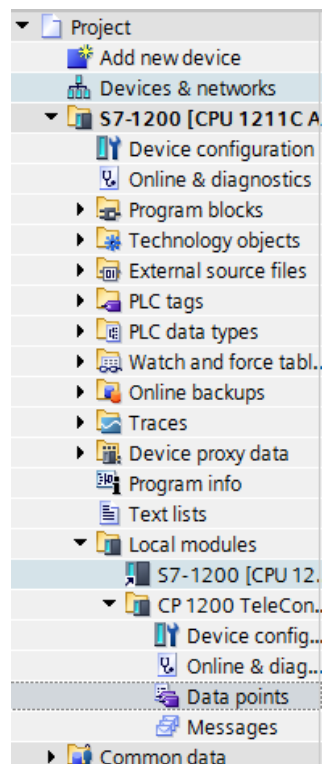 Project
Add new device
Devices & networks
S7-1200 [CPU 1211C A
Device configuration
Online & diagnostics
Program blocks
Technology objects
External source files
PLC tags
PLC data types
Watch and force tabl...
Online backups
Traces
Device proxy data
Program info
Text lists
Local modules
S7-1200 [CPU 12.
CP 1200 TeleCon...
Device config...
Online & diag...
Data points
Messages
Common data